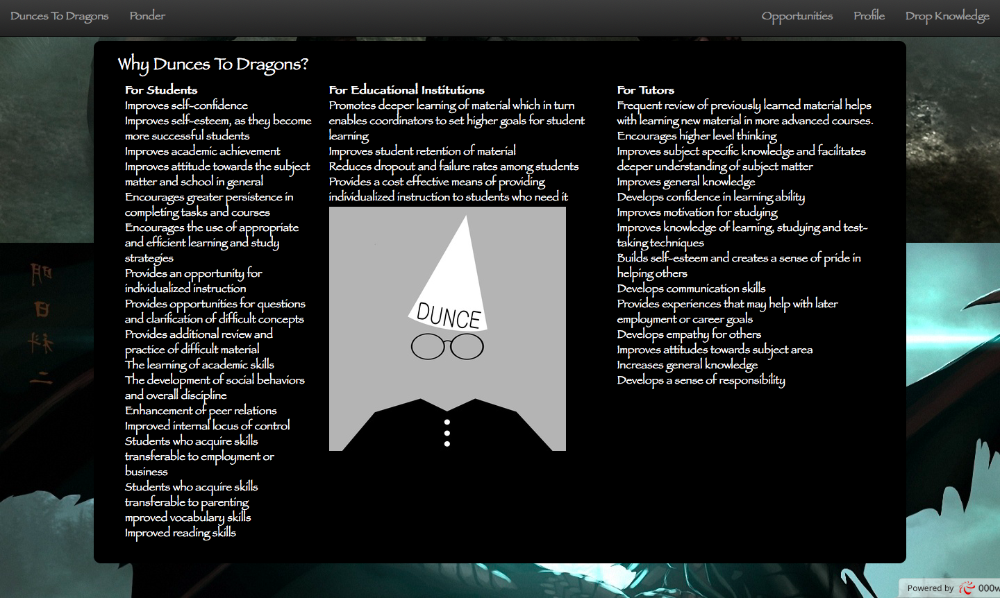 Dunces To Dragons
Ponder
Opportunities
Profile
Drop Knowledge
Why Dunces To Dragons?
For Students
Improves self-confidence
Improves self-esteem, as they become
more successful students
Improves academic achievement
Improves attitude towards the subject
matter and school in general
Encourages greater persistence in
completing tasks and courses
Encourages the use of appropriate
and efficient learning and study
strategies
Provides an opportunity for
individualized instruction
Provides opportunities for questions
and clarification of difficult concepts
Provides additional review and
practice of difficult material
The learning of academic skills
The development of social behaviors
and overall discipline
Enhancement of peer relations
Improved internal locus of control
Students who acquire skills
transferable to employment or
business
Students who acquire skills
transferable to parenting
mproved vocabulary skills
Improved reading skills
For Educational Institutions
Promotes deeper learning of material which in turn
enables coordinators to set higher goals for student
learning
Improves student retention of material
Reduces dropout and failure rates among students
Provides a cost effective means of providing
individualized instruction to students who need it
DUNCE
For Tutors
Frequent review of previously learned material helps
with learning new material in more advanced courses.
Encourages higher level thinking
Improves subject specific knowledge and facilitates
deeper understanding of subject matter
Improves general knowledge
Develops confidence in learning ability
Improves motivation for studying
Improves knowledge of learning, studying and test-
taking techniques
Builds self-esteem and creates a sense of pride in
helping others
Develops communication skills
Provides experiences that may help with later
employment or career goals
Develops empathy for others
Improves attitudes towards subject area
Increases general knowledge
Develops a sense of responsibility
Powered by 000w